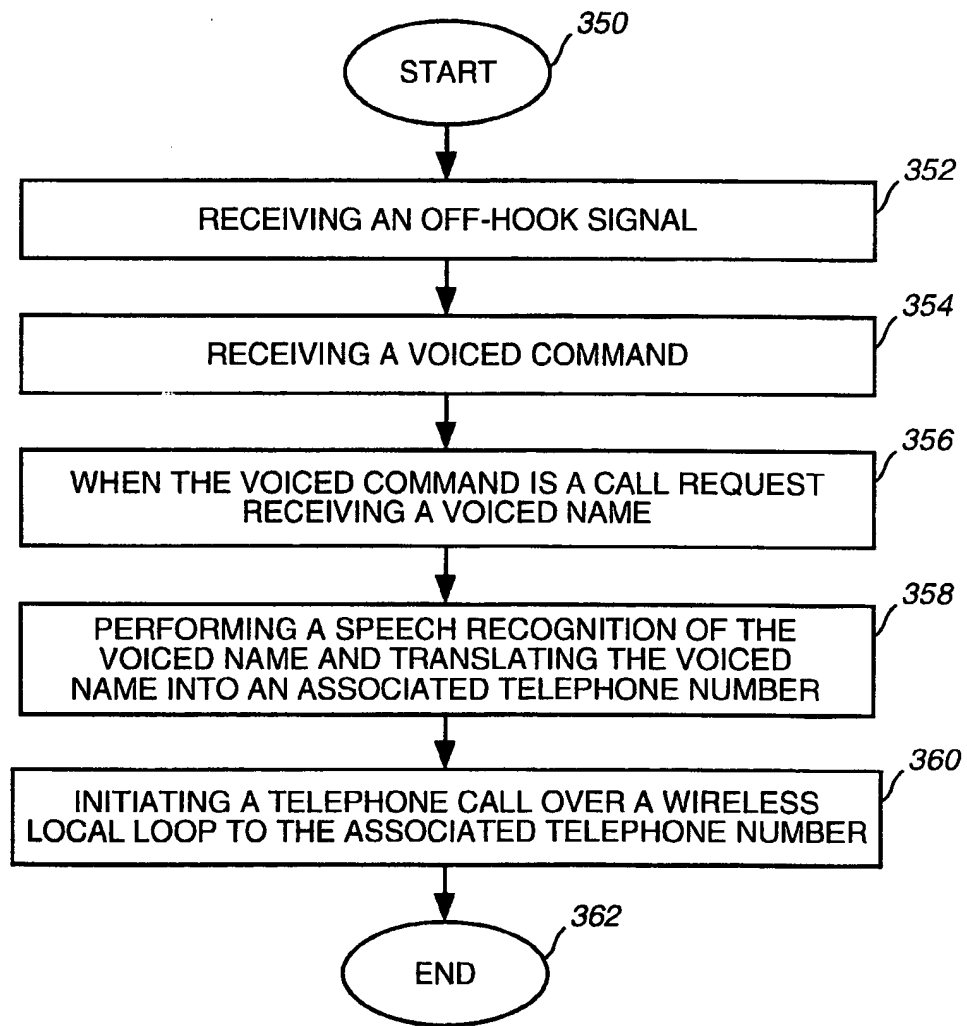 350
START
352
RECEIVING AN OFF-HOOK SIGNAL
354
RECEIVING A VOICED COMMAND
356
WHEN THE VOICED COMMAND IS A CALL REQUEST
RECEIVING A VOICED NAME
358
PERFORMING A SPEECH RECOGNITION OF THE
VOICED NAME AND TRANSLATING THE VOICED
NAME INTO AN ASSOCIATED TELEPHONE NUMBER
360
INITIATING A TELEPHONE CALL OVER A WIRELESS
LOCAL LOOP TO THE ASSOCIATED TELEPHONE NUMBER
362
END